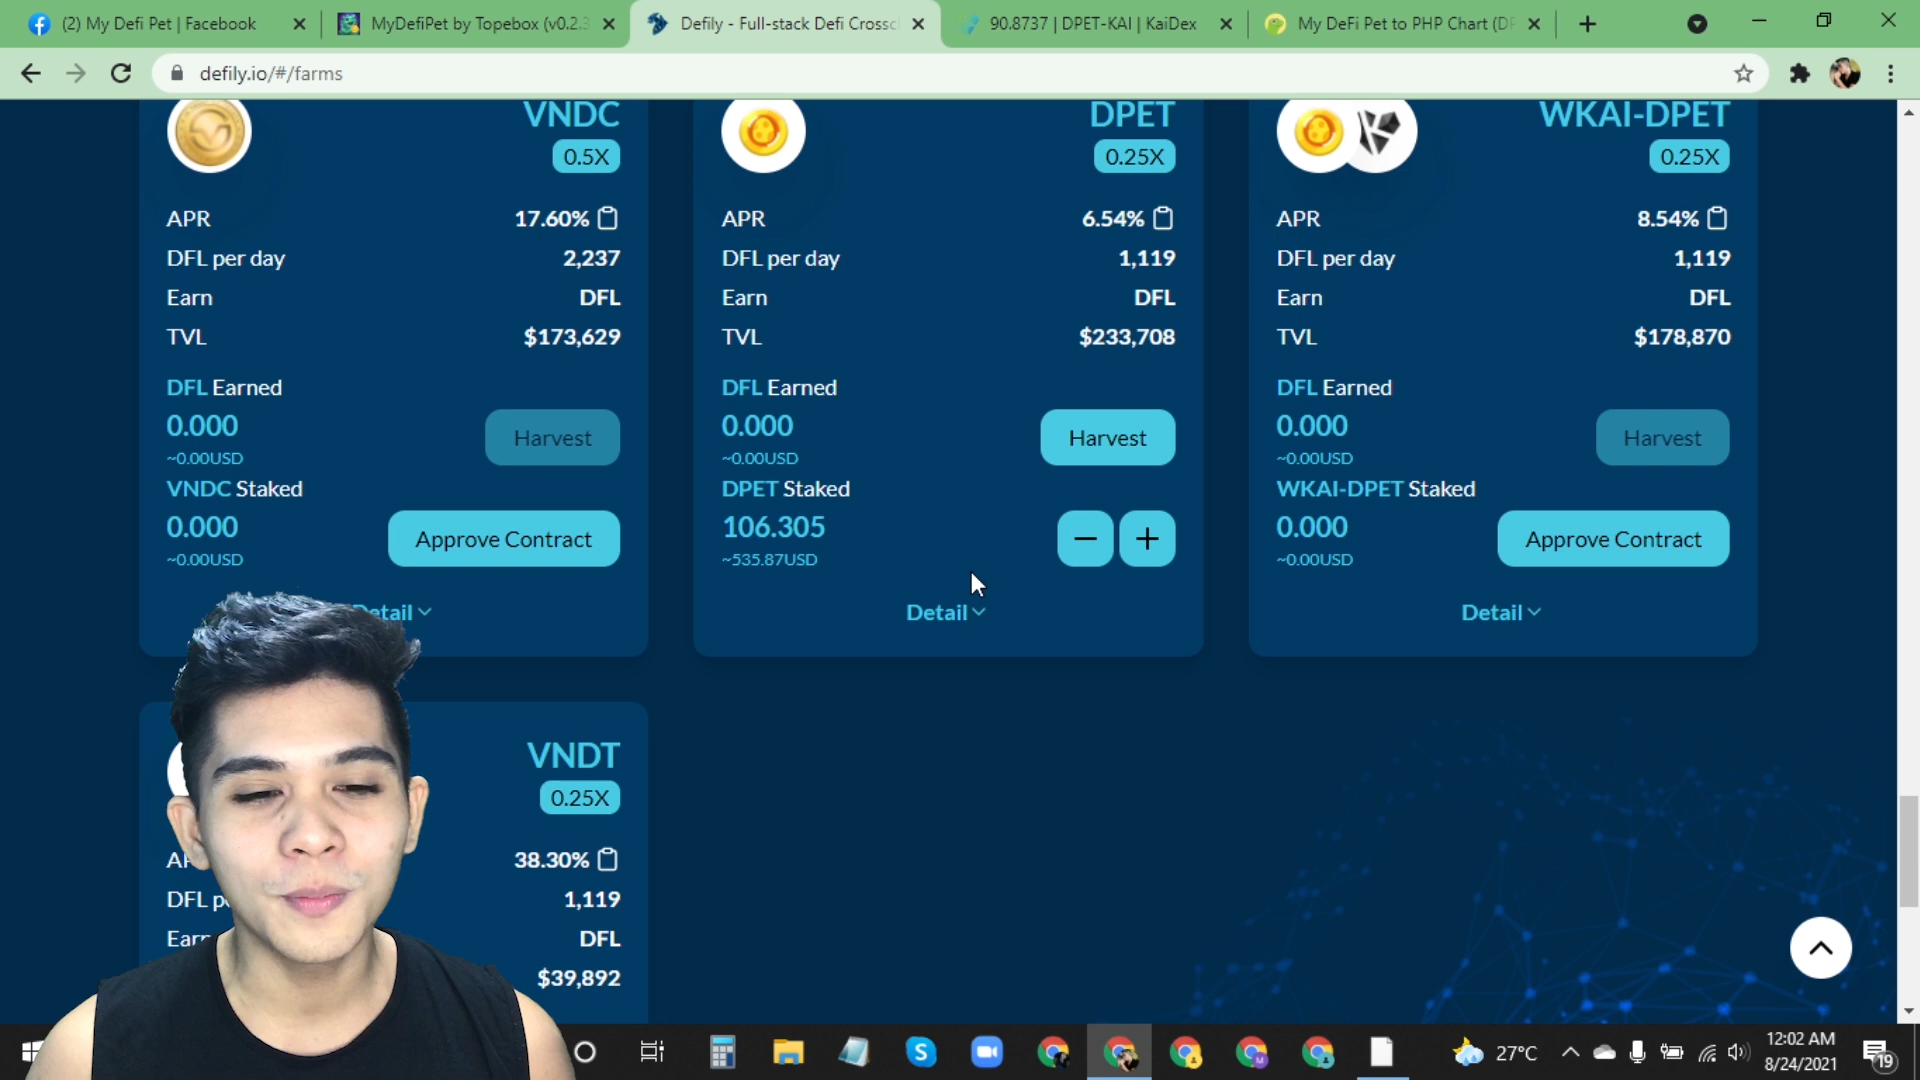 (2) My Defi Pet | Facebook
MyDefiPet by Topebox (v0.2.3
Defily - Full-stack Defi Crossc
90.8737 | DPET-KAI | KaiDex
My DeFi Pet to PHP Chart (DP
defily.io/#/farms
VNDC
0.5X
APR 17.60%
DFL per day 2,237
Earn DFL
TVL $173,629
DFL Earned
0.000
~0.00USD
Harvest
VNDC Staked
0.000
~0.00USD
Approve Contract
Detail
DPET
0.25X
APR 6.54%
DFL per day 1,119
Earn DFL
TVL $233,708
DFL Earned
0.000
~0.00USD
Harvest
DPET Staked
106.305
~535.87USD
− +
Detail
WKAI-DPET
0.25X
APR 8.54%
DFL per day 1,119
Earn DFL
TVL $178,870
DFL Earned
0.000
~0.00USD
Harvest
WKAI-DPET Staked
0.000
~0.00USD
Approve Contract
Detail
VNDT
0.25X
38.30%
DFL 1,119
DFL
$39,892
27°C
12:02 AM
8/24/2021
19